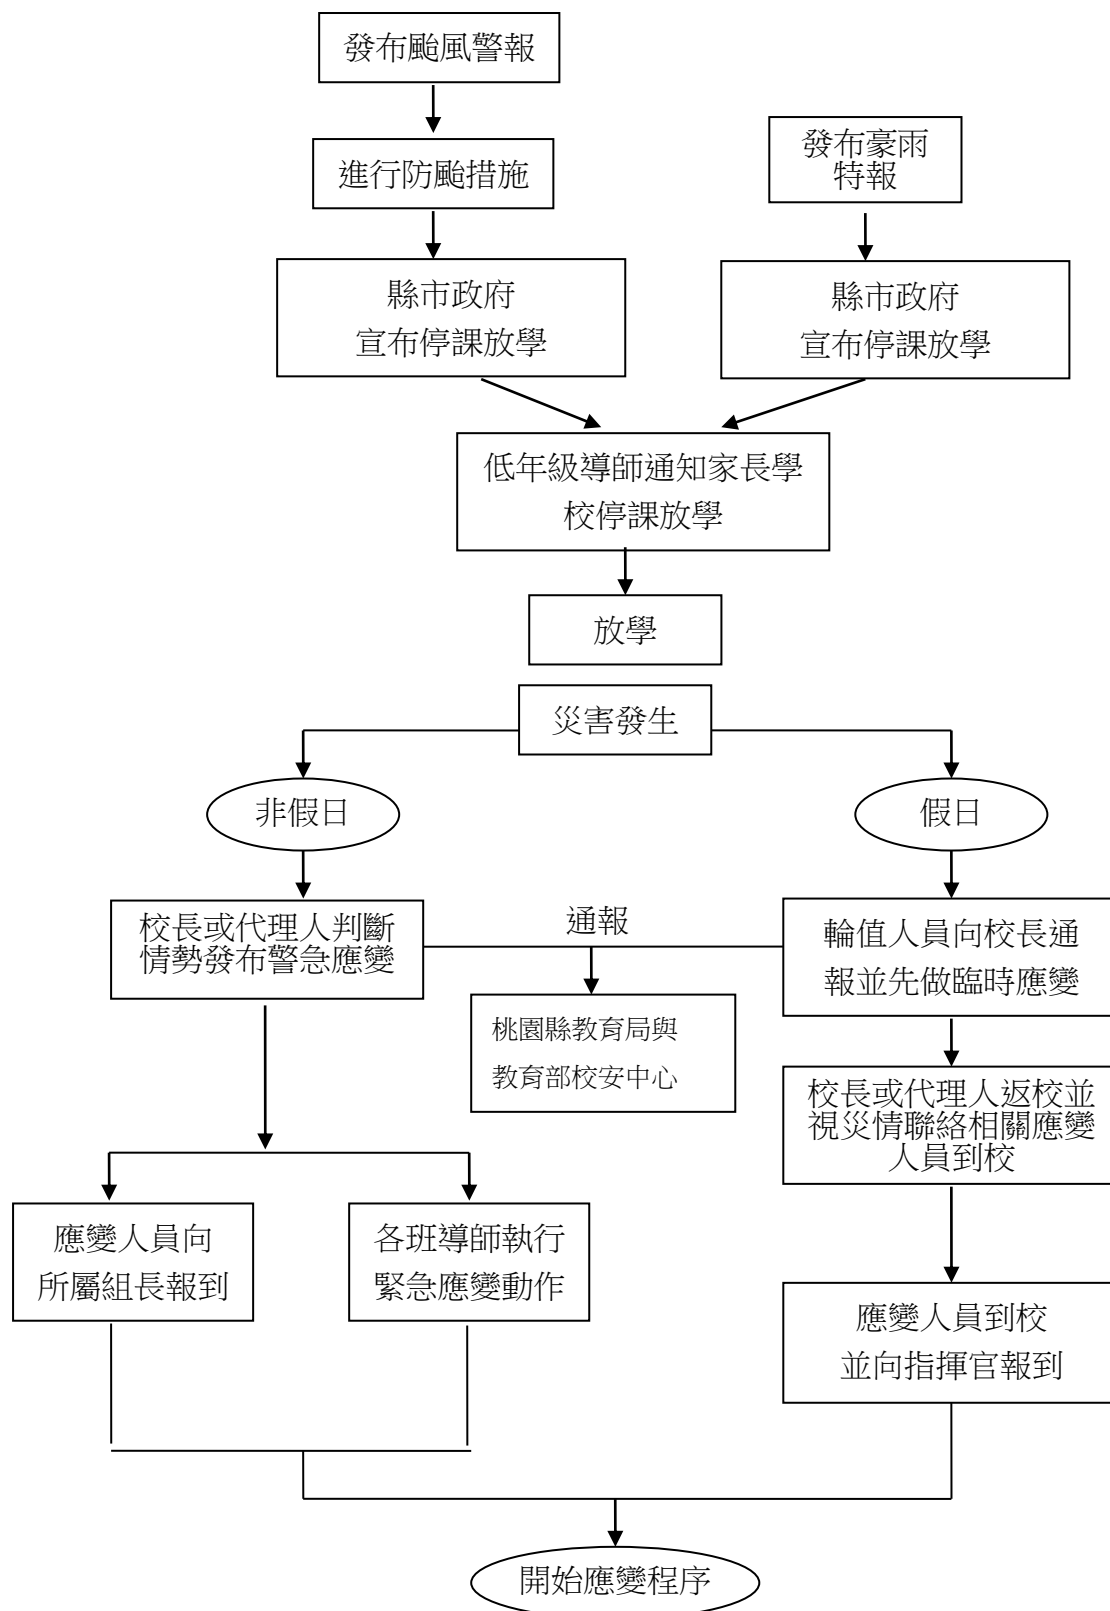 發布颱風警報
進行防颱措施
發布豪雨
特報
縣市政府
宣布停課放學
縣市政府
宣布停課放學
低年級導師通知家長學
校停課放學
放學
災害發生
非假日
假日
校長或代理人判斷
情勢發布警急應變
通報
輪值人員向校長通
報並先做臨時應變
桃園縣教育局與
教育部校安中心
校長或代理人返校並
視災情聯絡相關應變
人員到校
應變人員向
所屬組長報到
各班導師執行
緊急應變動作
應變人員到校
並向指揮官報到
開始應變程序